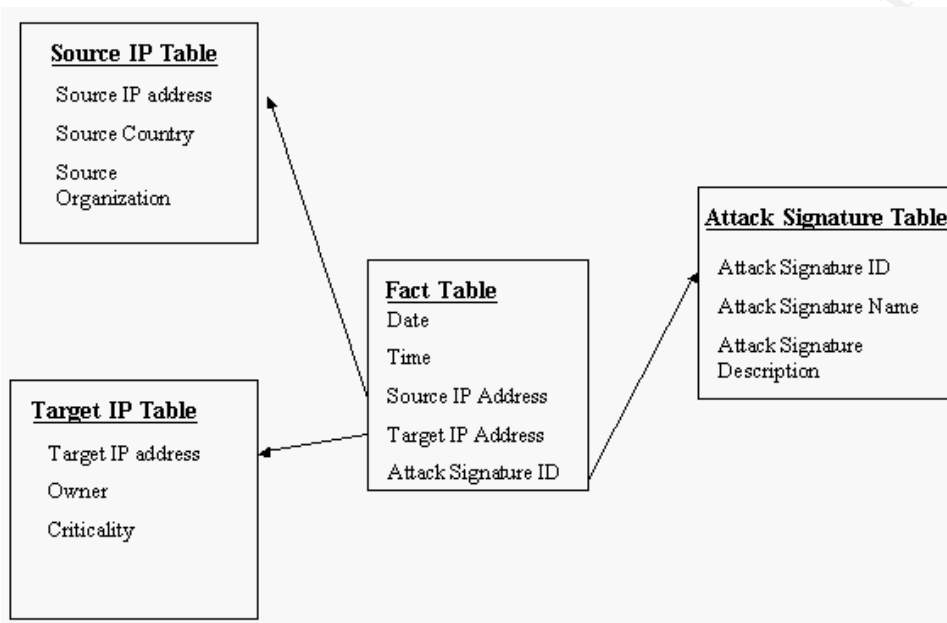 Source IP Table
Source IP address
Source Country
Source
Organization
Attack Signature Table
Attack Signature ID
Attack Signature Name
Attack Signature
Description
Fact Table
Date
Time
Source IP Address
Target IP Address
Attack Signature ID
Target IP Table
Target IP address
Owner
Criticality